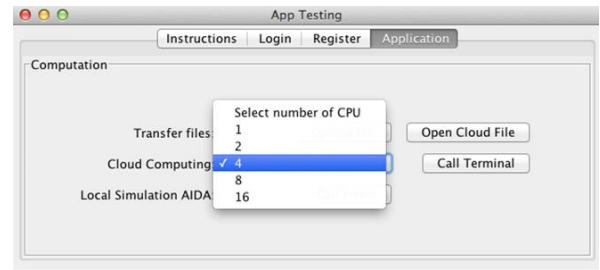 App Testing
Instructions Login Register Application
Computation
Select number of CPU
Transfer files: 1 Open Cloud File
2
Cloud Computing: ✓ 4 Call Terminal
8
Local Simulation AIDA: 16